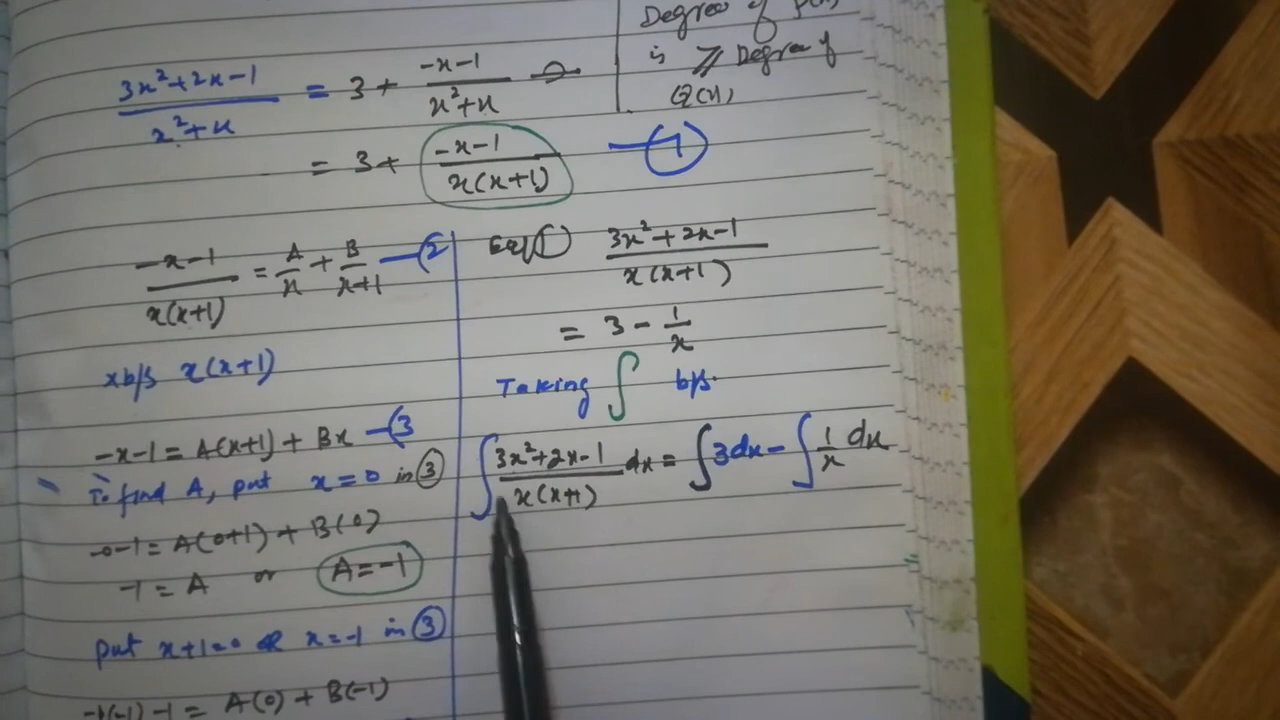 Degree of P(x)
is ⩾ Degree of
Q(x)
3x²+2x-1 / x²+x = 3 + -x-1 / x²+x
= 3 + -x-1 / x(x+1) — (1)
-x-1 / x(x+1) = A/x + B/x+1 — (2
xb/s x(x+1)
-x-1 = A(x+1) + Bx — (3
To find A, put x=0 in (3)
-0-1 = A(0+1) + B(0)
-1 = A or A=-1
put x+1=0 or x=-1 in (3)
-(-1)-1 = A(0) + B(-1)
Eq(1) 3x²+2x-1 / x(x+1)
= 3 - 1/x
Taking ∫ b/s.
∫ 3x²+2x-1 / x(x+1) dx = ∫3dx - ∫ 1/x dx